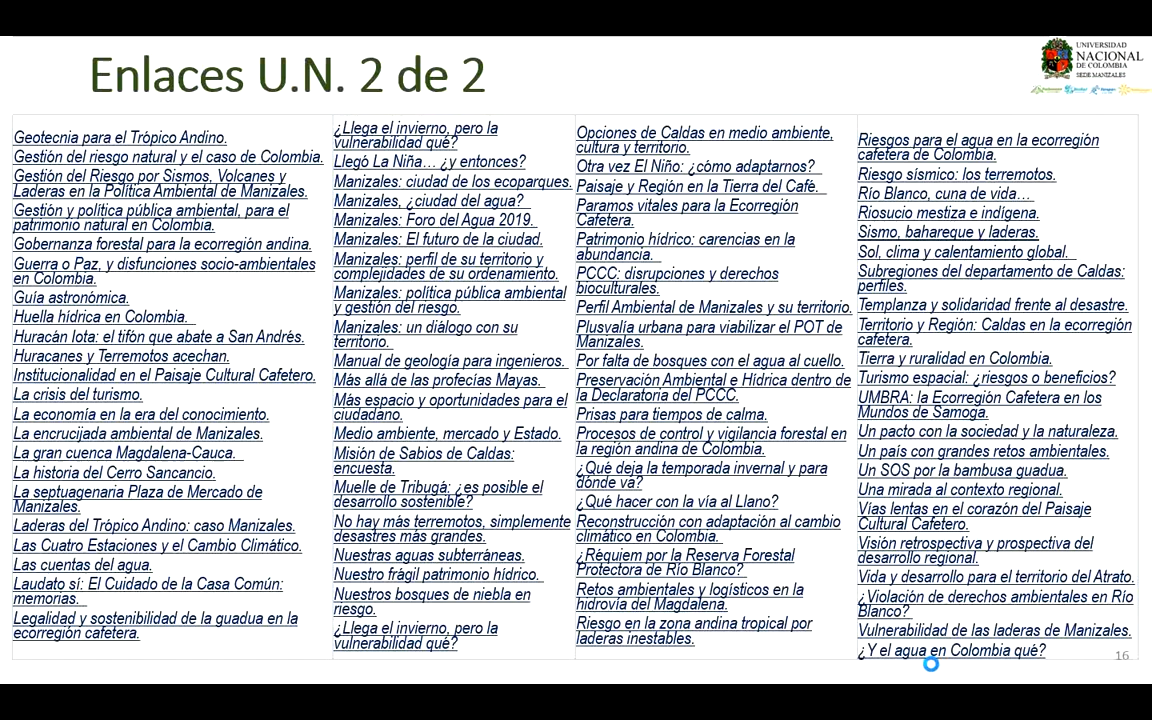 Enlaces U.N. 2 de 2
UNIVERSIDAD
NACIONAL
DE COLOMBIA
SEDE MANIZALES
Geotecnia para el Trópico Andino.
Gestión del riesgo natural y el caso de Colombia.
Gestión del Riesgo por Sismos, Volcanes y
Laderas en la Política Ambiental de Manizales.
Gestión y política pública ambiental, para el
patrimonio natural en Colombia.
Gobernanza forestal para la ecorregión andina.
Guerra o Paz, y disfunciones socio-ambientales
en Colombia.
Guía astronómica.
Huella hídrica en Colombia.
Huracán Iota: el tifón que abate a San Andrés.
Huracanes y Terremotos acechan.
Institucionalidad en el Paisaje Cultural Cafetero.
La crisis del turismo.
La economía en la era del conocimiento.
La encrucijada ambiental de Manizales.
La gran cuenca Magdalena-Cauca.
La historia del Cerro Sancancio.
La septuagenaria Plaza de Mercado de
Manizales.
Laderas del Trópico Andino: caso Manizales.
Las Cuatro Estaciones y el Cambio Climático.
Las cuentas del agua.
Laudato sí: El Cuidado de la Casa Común:
memorias.
Legalidad y sostenibilidad de la guadua en la
ecorregión cafetera.
¿Llega el invierno, pero la
vulnerabilidad qué?
Llegó La Niña… ¿y entonces?
Manizales: ciudad de los ecoparques.
Manizales, ¿ciudad del agua?
Manizales: Foro del Agua 2019.
Manizales: El futuro de la ciudad.
Manizales: perfil de su territorio y
complejidades de su ordenamiento.
Manizales: política pública ambiental
y gestión del riesgo.
Manizales: un diálogo con su
territorio.
Manual de geología para ingenieros.
Más allá de las profecías Mayas.
Más espacio y oportunidades para el
ciudadano.
Medio ambiente, mercado y Estado.
Misión de Sabios de Caldas:
encuesta.
Muelle de Tribugá: ¿es posible el
desarrollo sostenible?
No hay más terremotos, simplemente
desastres más grandes.
Nuestras aguas subterráneas.
Nuestro frágil patrimonio hídrico.
Nuestros bosques de niebla en
riesgo.
¿Llega el invierno, pero la
vulnerabilidad qué?
Opciones de Caldas en medio ambiente,
cultura y territorio.
Otra vez El Niño: ¿cómo adaptarnos?
Paisaje y Región en la Tierra del Café.
Paramos vitales para la Ecorregión
Cafetera.
Patrimonio hídrico: carencias en la
abundancia.
PCCC: disrupciones y derechos
bioculturales.
Perfil Ambiental de Manizales y su territorio.
Plusvalía urbana para viabilizar el POT de
Manizales.
Por falta de bosques con el agua al cuello.
Preservación Ambiental e Hídrica dentro de
la Declaratoria del PCCC.
Prisas para tiempos de calma.
Procesos de control y vigilancia forestal en
la región andina de Colombia.
¿Qué deja la temporada invernal y para
dónde va?
¿Qué hacer con la vía al Llano?
Reconstrucción con adaptación al cambio
climático en Colombia.
¿Réquiem por la Reserva Forestal
Protectora de Río Blanco?
Retos ambientales y logísticos en la
hidrovía del Magdalena.
Riesgo en la zona andina tropical por
laderas inestables.
Riesgos para el agua en la ecorregión
cafetera de Colombia.
Riesgo sísmico: los terremotos.
Río Blanco, cuna de vida…
Riosucio mestiza e indígena.
Sismo, bahareque y laderas.
Sol, clima y calentamiento global.
Subregiones del departamento de Caldas:
perfiles.
Templanza y solidaridad frente al desastre.
Territorio y Región: Caldas en la ecorregión
cafetera.
Tierra y ruralidad en Colombia.
Turismo espacial: ¿riesgos o beneficios?
UMBRA: la Ecorregión Cafetera en los
Mundos de Samoga.
Un pacto con la sociedad y la naturaleza.
Un país con grandes retos ambientales.
Un SOS por la bambusa guadua.
Una mirada al contexto regional.
Vías lentas en el corazón del Paisaje
Cultural Cafetero.
Visión retrospectiva y prospectiva del
desarrollo regional.
Vida y desarrollo para el territorio del Atrato.
¿Violación de derechos ambientales en Río
Blanco?
Vulnerabilidad de las laderas de Manizales.
¿Y el agua en Colombia qué?
16